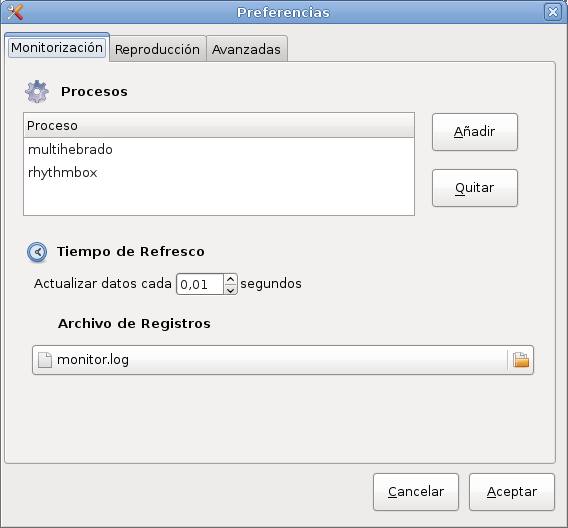 Preferencias
Monitorización Reproducción Avanzadas
Procesos
Proceso
multihebrado
rhythmbox
Añadir
Quitar
Tiempo de Refresco
Actualizar datos cada 0,01 segundos
Archivo de Registros
monitor.log
Cancelar Aceptar